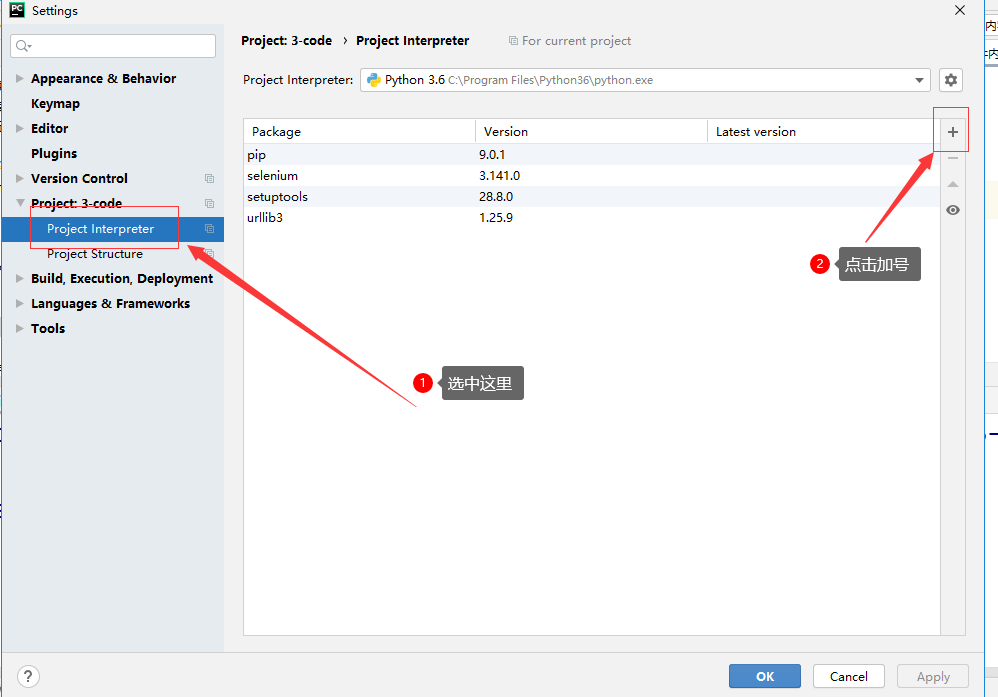 PC Settings
Project: 3-code › Project Interpreter For current project
Project Interpreter: Python 3.6 C:\Program Files\Python36\python.exe
Appearance & Behavior
Keymap
Editor
Plugins
Version Control
Project: 3-code
Project Interpreter
Project Structure
Build, Execution, Deployment
Languages & Frameworks
Tools
Package Version Latest version
pip 9.0.1
selenium 3.141.0
setuptools 28.8.0
urllib3 1.25.9
2 点击加号
1 选中这里
? OK Cancel Apply